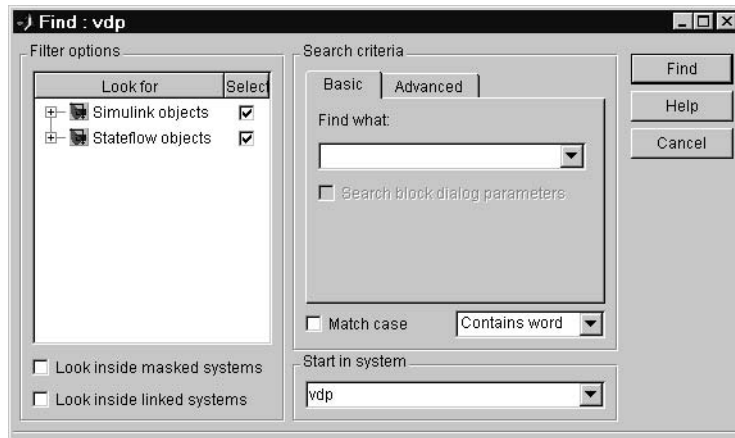 Find : vdp
Filter options
Look for Select
Simulink objects
Stateflow objects
Look inside masked systems
Look inside linked systems
Search criteria
Basic Advanced
Find what:
Search block dialog parameters
Match case Contains word
Start in system
vdp
Find
Help
Cancel